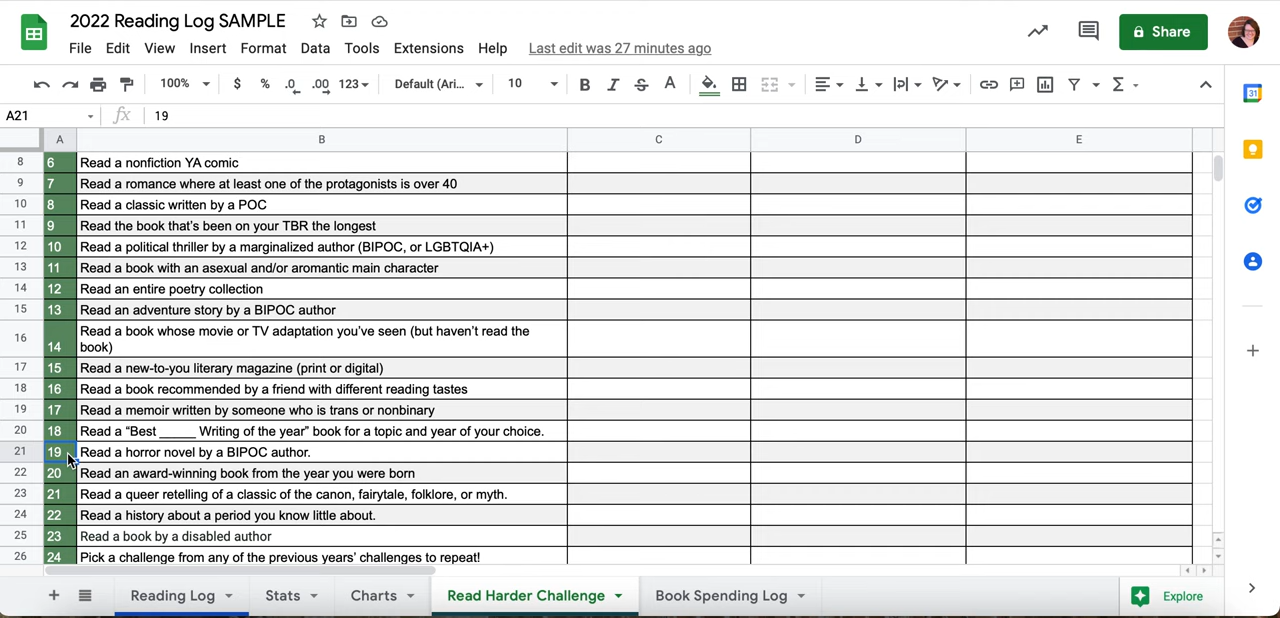 2022 Reading Log SAMPLE
File Edit View Insert Format Data Tools Extensions Help Last edit was 27 minutes ago
Share
100% $ % .0 .00 123 Default (Ari... 10 B I S A Σ
A21 fx 19
A B C D E
8 6 Read a nonfiction YA comic
9 7 Read a romance where at least one of the protagonists is over 40
10 8 Read a classic written by a POC
11 9 Read the book that's been on your TBR the longest
12 10 Read a political thriller by a marginalized author (BIPOC, or LGBTQIA+)
13 11 Read a book with an asexual and/or aromantic main character
14 12 Read an entire poetry collection
15 13 Read an adventure story by a BIPOC author
16 14 Read a book whose movie or TV adaptation you've seen (but haven't read the
book)
17 15 Read a new-to-you literary magazine (print or digital)
18 16 Read a book recommended by a friend with different reading tastes
19 17 Read a memoir written by someone who is trans or nonbinary
20 18 Read a “Best _____ Writing of the year” book for a topic and year of your choice.
21 19 Read a horror novel by a BIPOC author.
22 20 Read an award-winning book from the year you were born
23 21 Read a queer retelling of a classic of the canon, fairytale, folklore, or myth.
24 22 Read a history about a period you know little about.
25 23 Read a book by a disabled author
26 24 Pick a challenge from any of the previous years' challenges to repeat!
Reading Log Stats Charts Read Harder Challenge Book Spending Log Explore
31